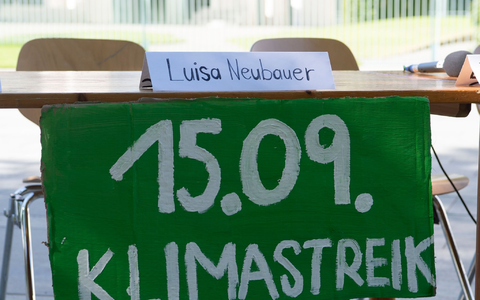 Luisa Neubauer
15.09.
KLIMASTREIK